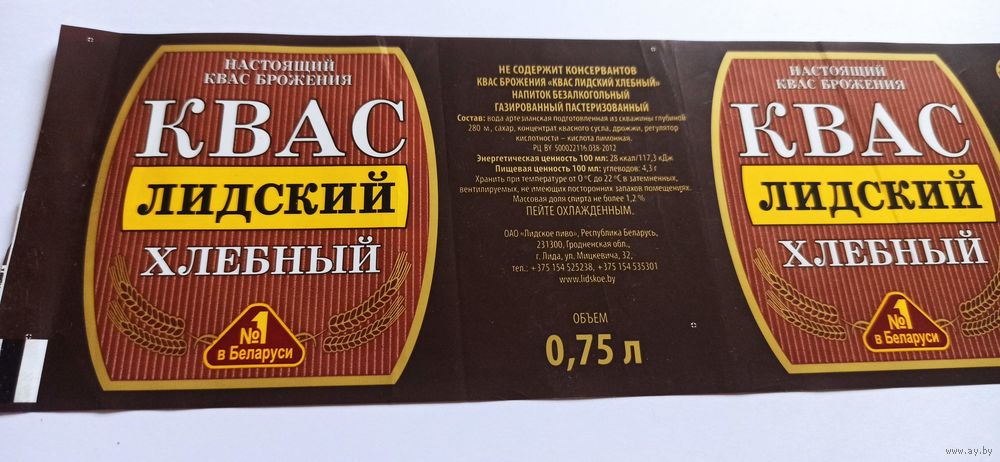 НАСТОЯЩИЙ
КВАС БРОЖЕНИЯ
КВАС
ЛИДСКИЙ
ХЛЕБНЫЙ
№1
в Беларуси
НЕ СОДЕРЖИТ КОНСЕРВАНТОВ
КВАС БРОЖЕНИЯ «КВАС ЛИДСКИЙ ХЛЕБНЫЙ»
НАПИТОК БЕЗАЛКОГОЛЬНЫЙ
ГАЗИРОВАННЫЙ ПАСТЕРИЗОВАННЫЙ
Состав: вода артезианская подготовленная из скважины глубиной
280 м, сахар, концентрат квасного сусла, дрожжи, регулятор
кислотности – кислота лимонная.
РЦ BY 500022116.038-2012
Энергетическая ценность 100 мл: 28 ккал/117,3 кДж
Пищевая ценность 100 мл: углеводов: 4,3 г
Хранить при температуре от 0 °С до 22 °С в затемненных,
вентилируемых, не имеющих посторонних запахов помещениях.
Массовая доля спирта не более 1,2 %
ПЕЙТЕ ОХЛАЖДЕННЫМ.
ОАО «Лидское пиво», Республика Беларусь,
231300, Гродненская обл.,
г. Лида, ул. Мицкевича, 32,
тел.: +375 154 525238, +375 154 535301
www.lidskoe.by
ОБЪЕМ
0,75 л
НАСТОЯЩИЙ
КВАС БРОЖЕНИЯ
КВАС
ЛИДСКИЙ
ХЛЕБНЫЙ
№1
в Беларуси
www.ay.by